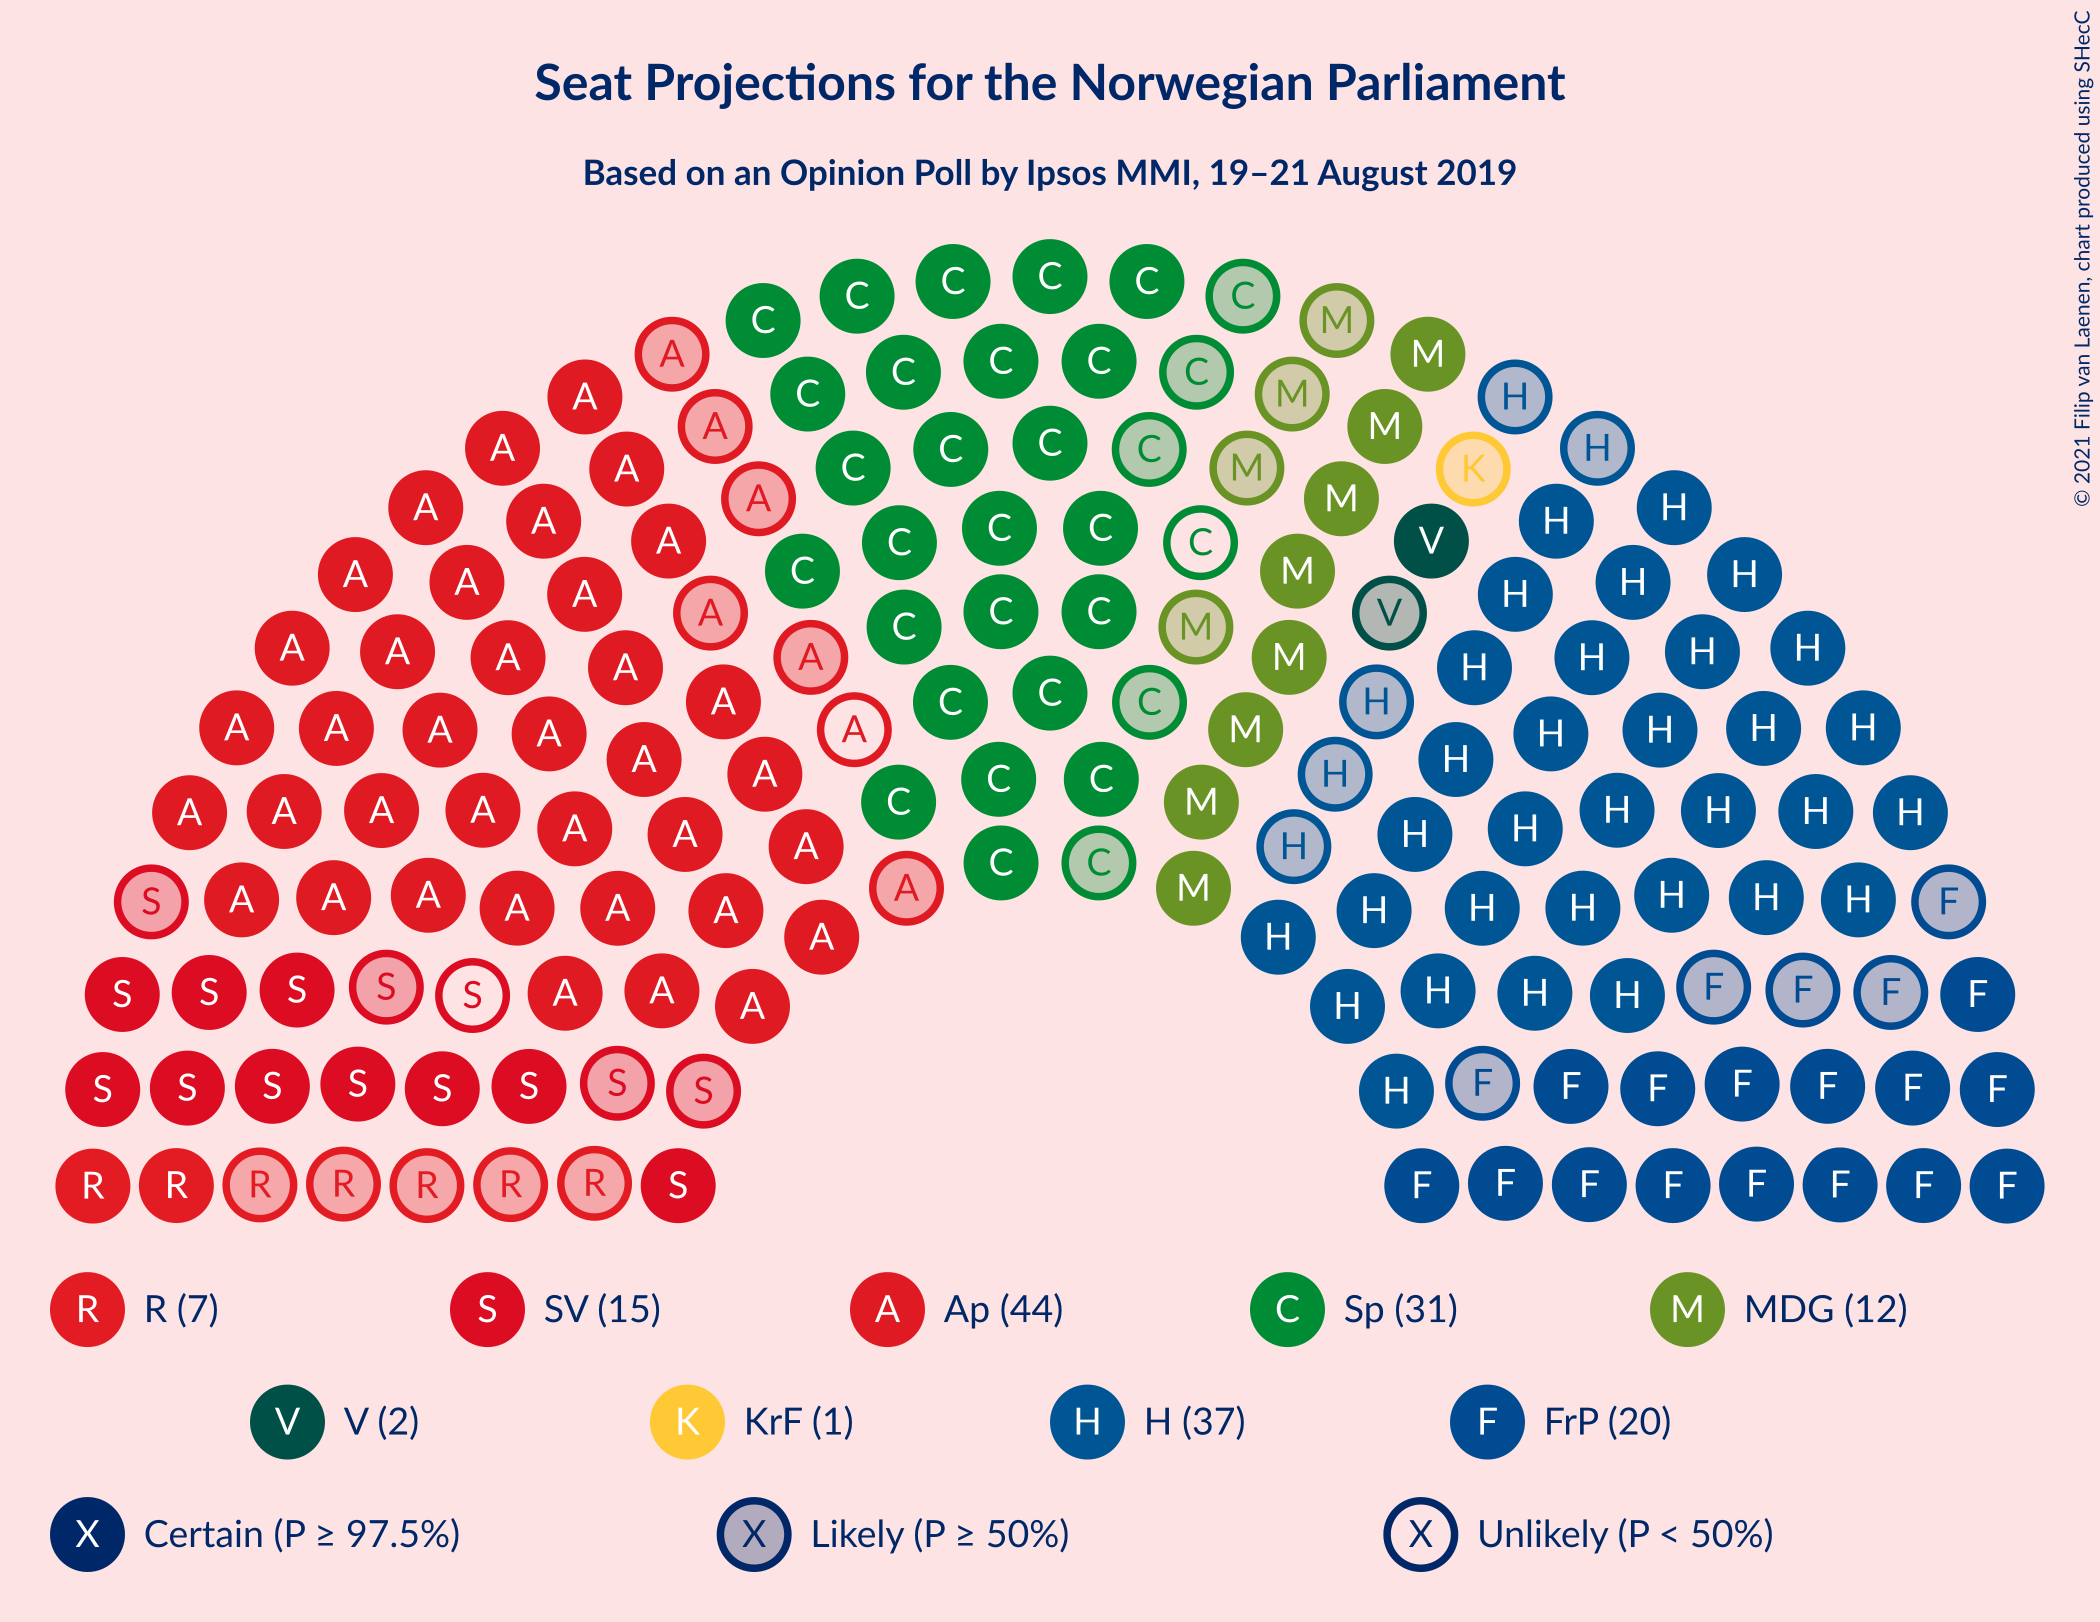 Seat Projections for the Norwegian Parliament
Based on an Opinion Poll by Ipsos MMI, 19–21 August 2019
© 2021 Filip van Laenen, chart produced using SHecC
C C C C C C M M H H
A A A A C C C C C M M K H H
A A A A C C C C M M V H H H
A A A A C C C C C M V H H H
A A A A A C C C C M M H H H H H
A A A A A A A C C C M H H H H H H
A A A A A A A C C C M H H H H H H H
S A A A A A A A A C C M H H H H H H H H F
S S S S S A A A H H H H F F F F
S S S S S S S S H F F F F F F F
R R R R R R R S F F F F F F F F
R R (7) S SV (15) A Ap (44) C Sp (31) M MDG (12)
V V (2) K KrF (1) H H (37) F FrP (20)
X Certain (P ≥ 97.5%) X Likely (P ≥ 50%) X Unlikely (P < 50%)